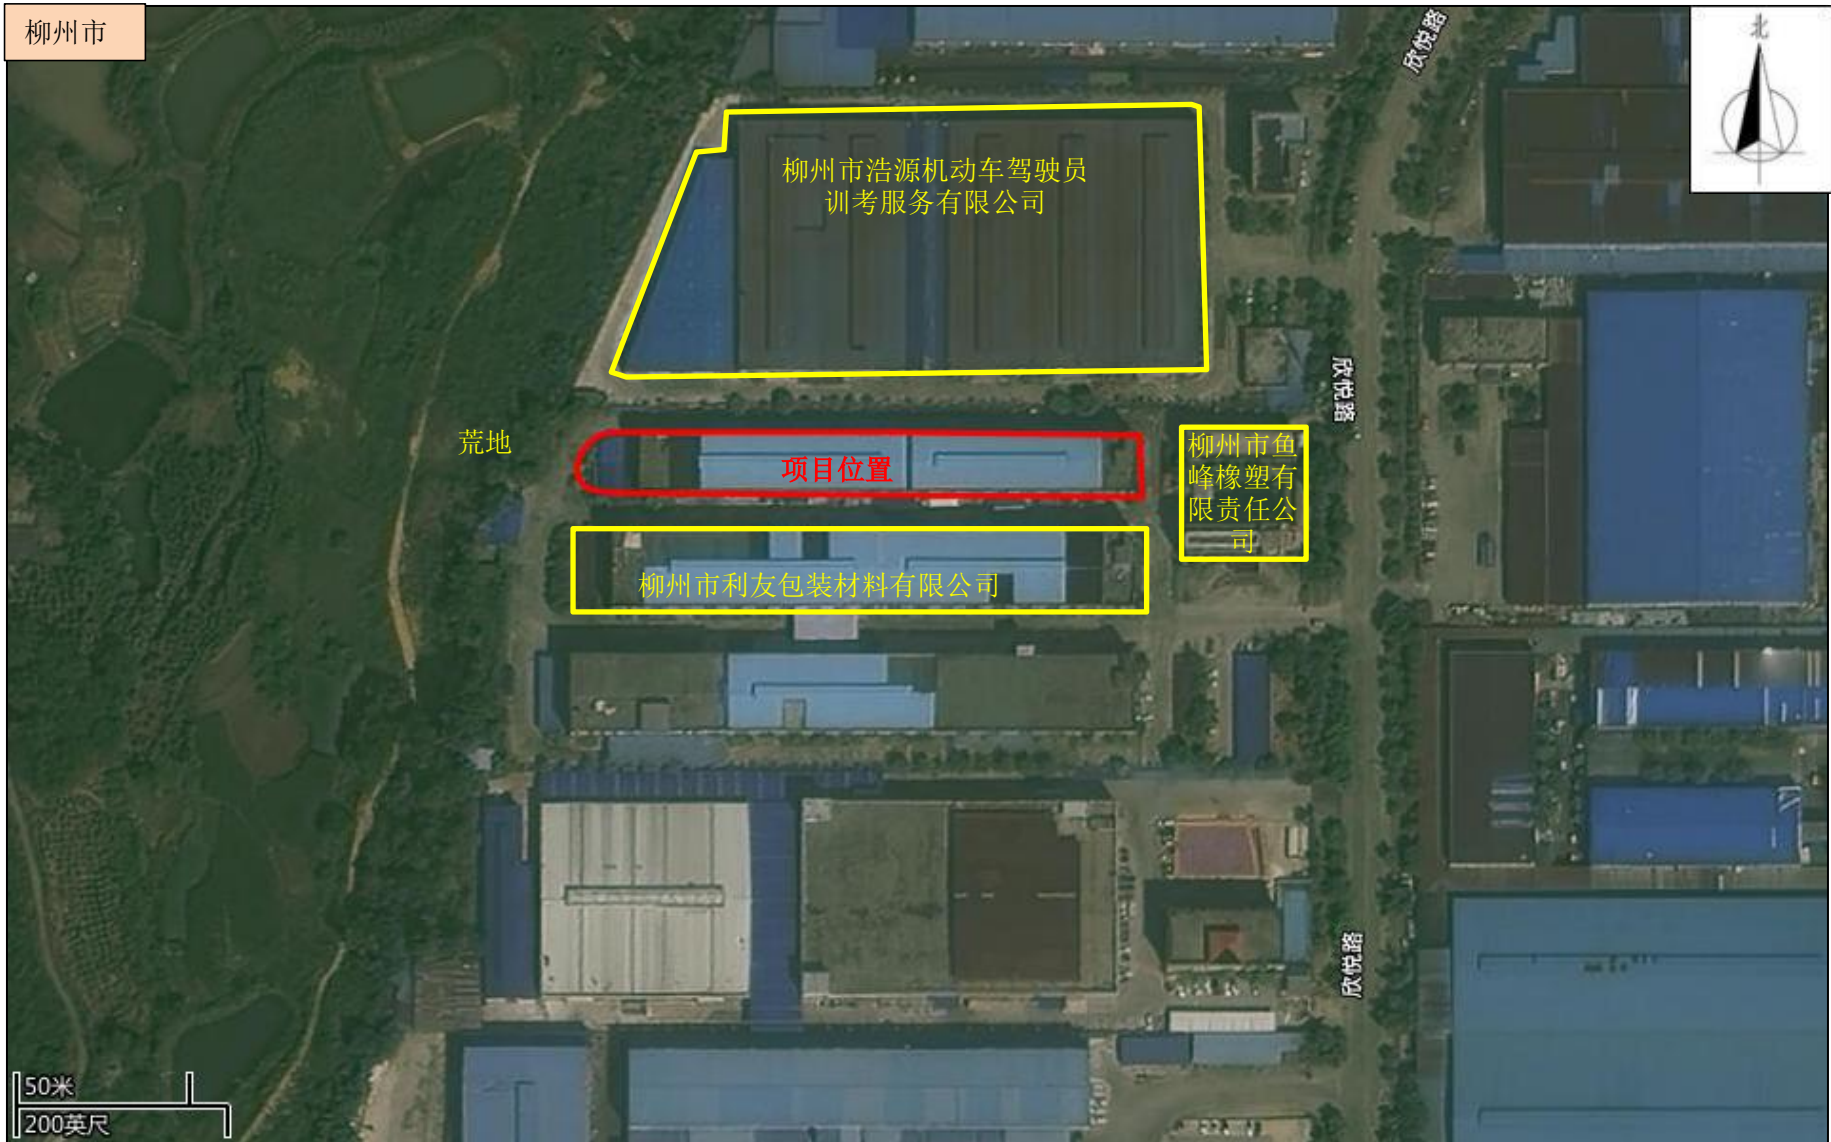 柳州市
北
欣悦路
柳州市浩源机动车驾驶员
训考服务有限公司
欣悦路
荒地
项目位置
柳州市鱼
峰橡塑有
限责任公
司
柳州市利友包装材料有限公司
欣悦路
50米
200英尺